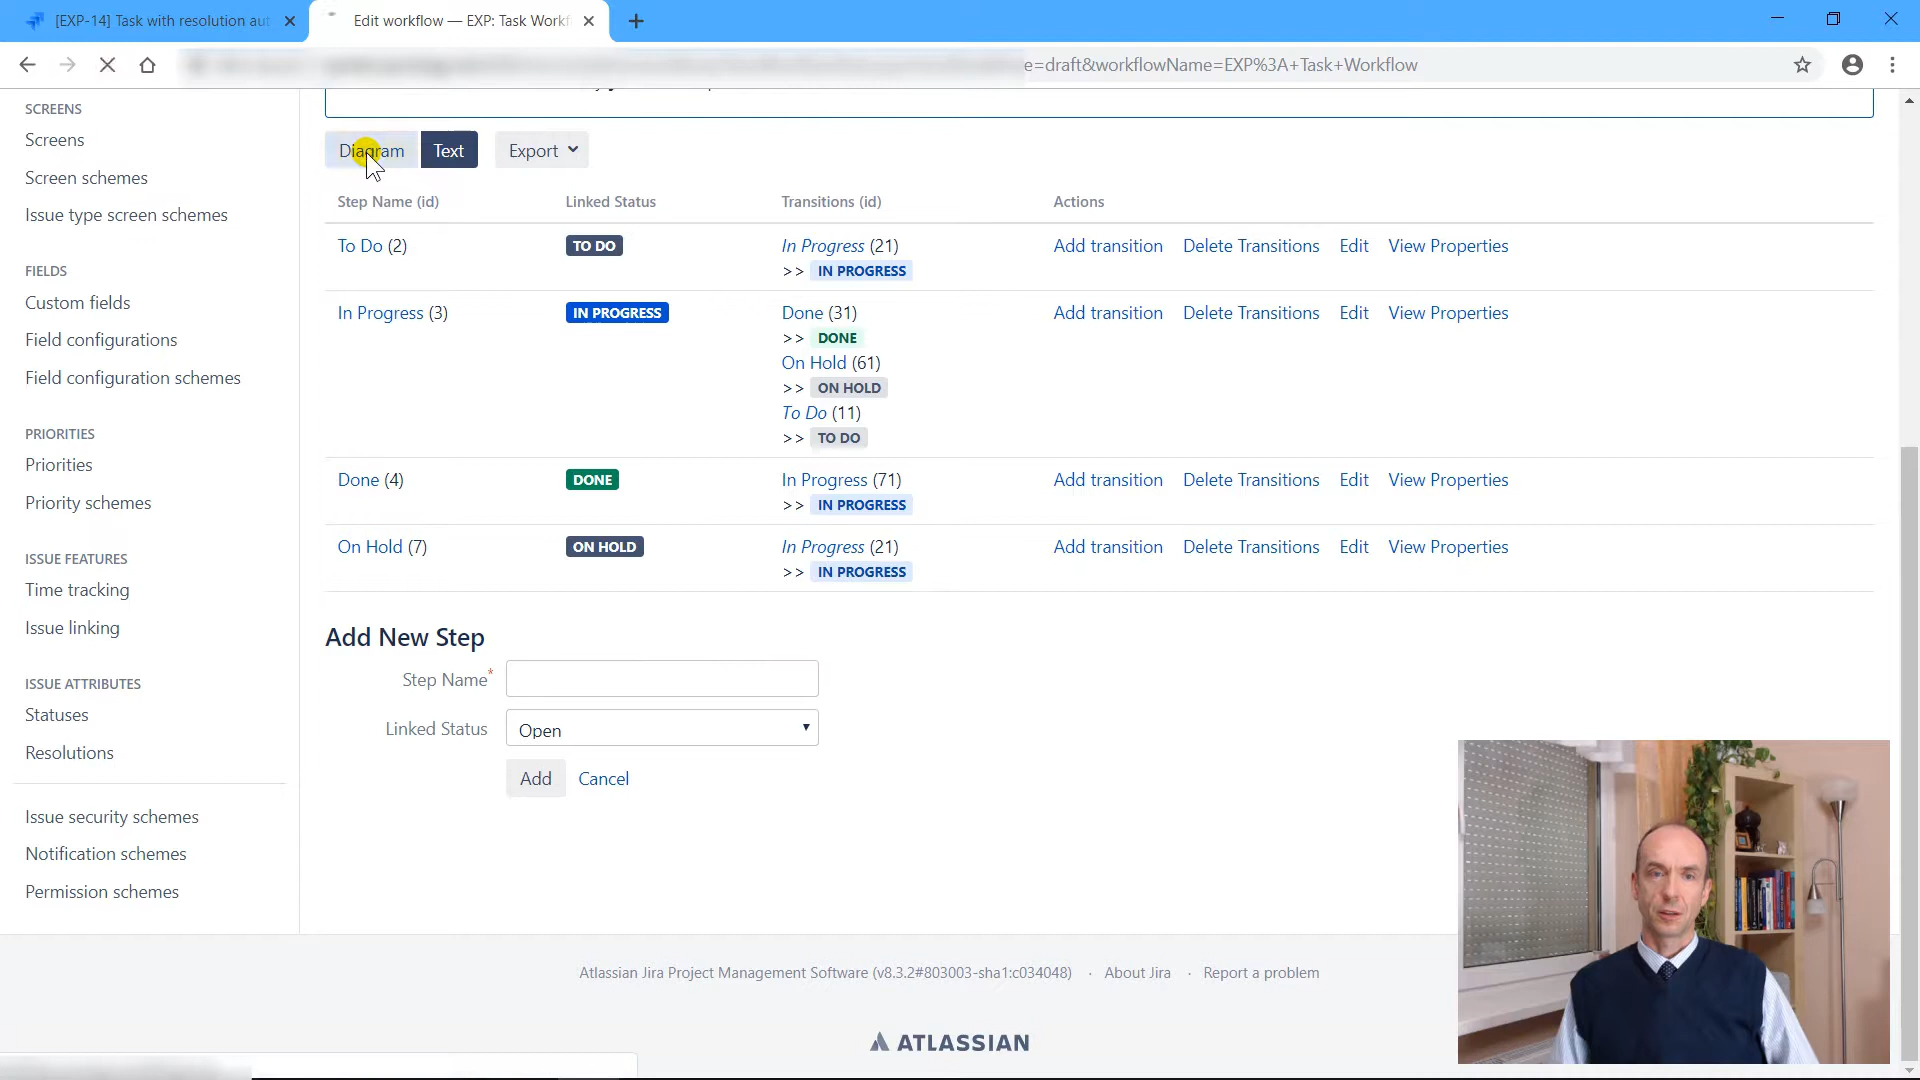 [EXP-14] Task with resolution aut
Edit workflow — EXP: Task Workf
e=draft&workflowName=EXP%3A+Task+Workflow
SCREENS
Screens
Screen schemes
Issue type screen schemes
FIELDS
Custom fields
Field configurations
Field configuration schemes
PRIORITIES
Priorities
Priority schemes
ISSUE FEATURES
Time tracking
Issue linking
ISSUE ATTRIBUTES
Statuses
Resolutions
Issue security schemes
Notification schemes
Permission schemes
Diagram Text Export
Step Name (id) Linked Status Transitions (id) Actions
To Do (2) TO DO In Progress (21) Add transition Delete Transitions Edit View Properties
>> IN PROGRESS
In Progress (3) IN PROGRESS Done (31) Add transition Delete Transitions Edit View Properties
>> DONE
On Hold (61)
>> ON HOLD
To Do (11)
>> TO DO
Done (4) DONE In Progress (71) Add transition Delete Transitions Edit View Properties
>> IN PROGRESS
On Hold (7) ON HOLD In Progress (21) Add transition Delete Transitions Edit View Properties
>> IN PROGRESS
Add New Step
Step Name*
Linked Status Open
Add Cancel
Atlassian Jira Project Management Software (v8.3.2#803003-sha1:c034048) · About Jira · Report a problem
ATLASSIAN